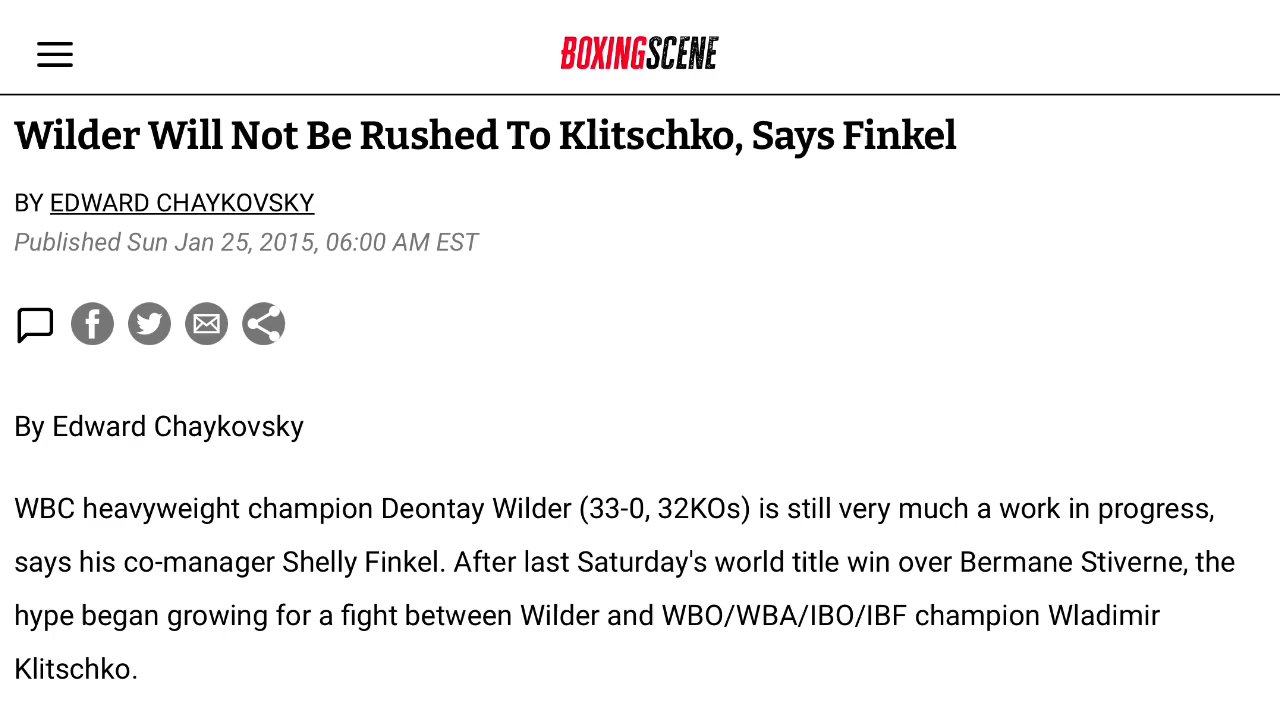 BOXINGSCENE
Wilder Will Not Be Rushed To Klitschko, Says Finkel
BY EDWARD CHAYKOVSKY
Published Sun Jan 25, 2015, 06:00 AM EST
By Edward Chaykovsky
WBC heavyweight champion Deontay Wilder (33-0, 32KOs) is still very much a work in progress,
says his co-manager Shelly Finkel. After last Saturday's world title win over Bermane Stiverne, the
hype began growing for a fight between Wilder and WBO/WBA/IBO/IBF champion Wladimir
Klitschko.